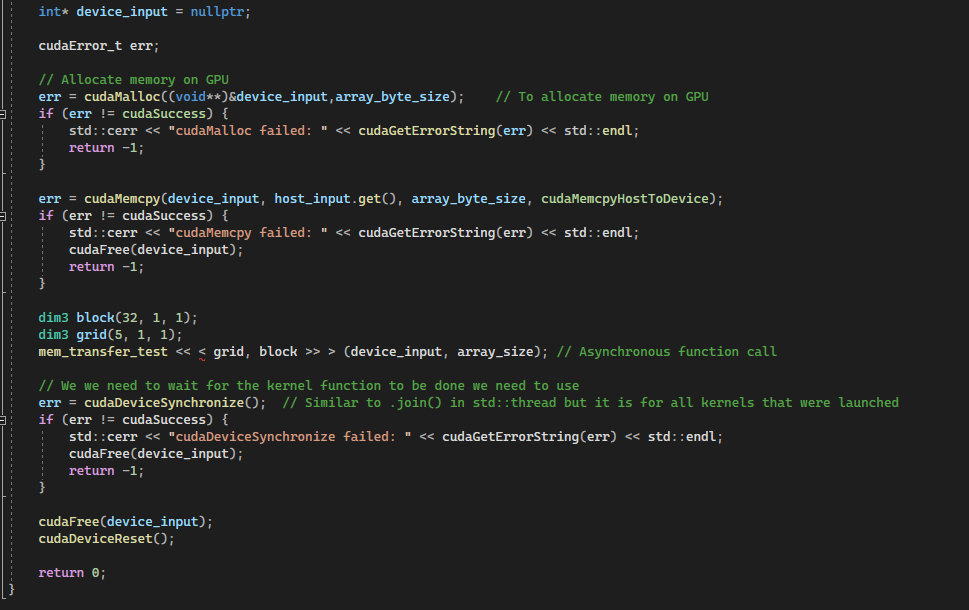 int* device_input = nullptr;
cudaError_t err;
// Allocate memory on GPU
err = cudaMalloc((void**)&device_input,array_byte_size);    // To allocate memory on GPU
if (err != cudaSuccess) {
std::cerr << "cudaMalloc failed: " << cudaGetErrorString(err) << std::endl;
return -1;
}
err = cudaMemcpy(device_input, host_input.get(), array_byte_size, cudaMemcpyHostToDevice);
if (err != cudaSuccess) {
std::cerr << "cudaMemcpy failed: " << cudaGetErrorString(err) << std::endl;
cudaFree(device_input);
return -1;
}
dim3 block(32, 1, 1);
dim3 grid(5, 1, 1);
mem_transfer_test << < grid, block >> > (device_input, array_size); // Asynchronous function call
// We we need to wait for the kernel function to be done we need to use
err = cudaDeviceSynchronize();  // Similar to .join() in std::thread but it is for all kernels that were launched
if (err != cudaSuccess) {
std::cerr << "cudaDeviceSynchronize failed: " << cudaGetErrorString(err) << std::endl;
cudaFree(device_input);
return -1;
}
cudaFree(device_input);
cudaDeviceReset();
return 0;
}